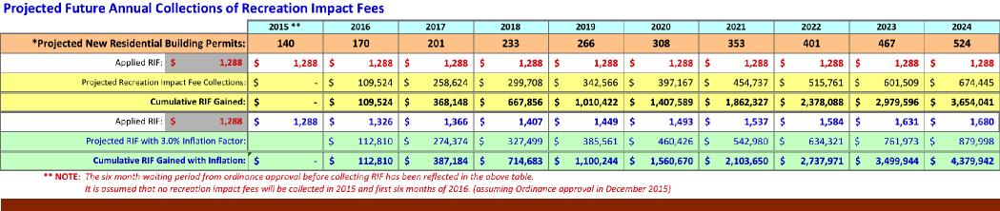 Projected Future Annual Collections of Recreation Impact Fees
2015 ** 2016 2017 2018 2019 2020 2021 2022 2023 2024
*Projected New Residential Building Permits: 140 170 201 233 266 308 353 401 467 524
Applied RIF: $ 1,288 $ 1,288 $ 1,288 $ 1,288 $ 1,288 $ 1,288 $ 1,288 $ 1,288 $ 1,288 $ 1,288 $ 1,288
Projected Recreation Impact Fee Collections: $ - $ 109,524 $ 258,624 $ 299,708 $ 342,566 $ 397,167 $ 454,737 $ 515,761 $ 601,509 $ 674,445
Cumulative RIF Gained: $ - $ 109,524 $ 368,148 $ 667,856 $ 1,010,422 $ 1,407,589 $ 1,862,327 $ 2,378,088 $ 2,979,596 $ 3,654,041
Applied RIF: $ 1,288 $ 1,288 $ 1,326 $ 1,366 $ 1,407 $ 1,449 $ 1,493 $ 1,537 $ 1,584 $ 1,631 $ 1,680
Projected RIF with 3.0% Inflation Factor: $ 112,810 $ 274,374 $ 327,499 $ 385,561 $ 460,426 $ 542,980 $ 634,321 $ 761,973 $ 879,998
Cumulative RIF Gained with Inflation: $ - $ 112,810 $ 387,184 $ 714,683 $ 1,100,244 $ 1,560,670 $ 2,103,650 $ 2,737,971 $ 3,499,944 $ 4,379,942
** NOTE: The six month waiting period from ordinance approval before collecting RIF has been reflected in the above table.
It is assumed that no recreation impact fees will be collected in 2015 and first six months of 2016. (assuming Ordinance approval in December 2015)